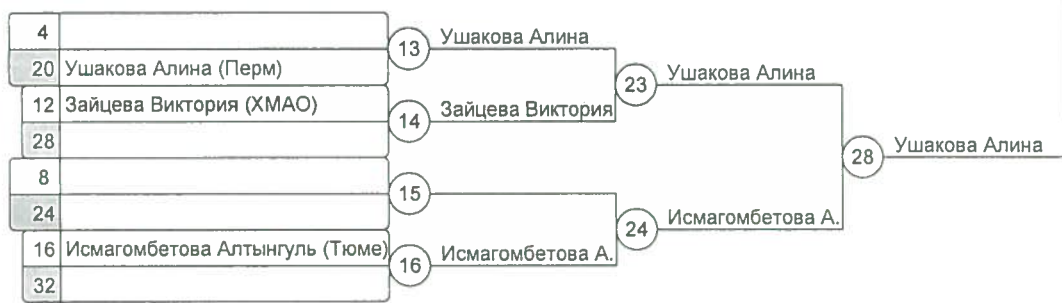 4
20 Ушакова Алина (Перм)
12 Зайцева Виктория (ХМАО)
28
8
24
16 Исмагомбетова Алтынгуль (Тюме)
32
13 Ушакова Алина
14 Зайцева Виктория
15
16 Исмагомбетова А.
23 Ушакова Алина
24 Исмагомбетова А.
28 Ушакова Алина